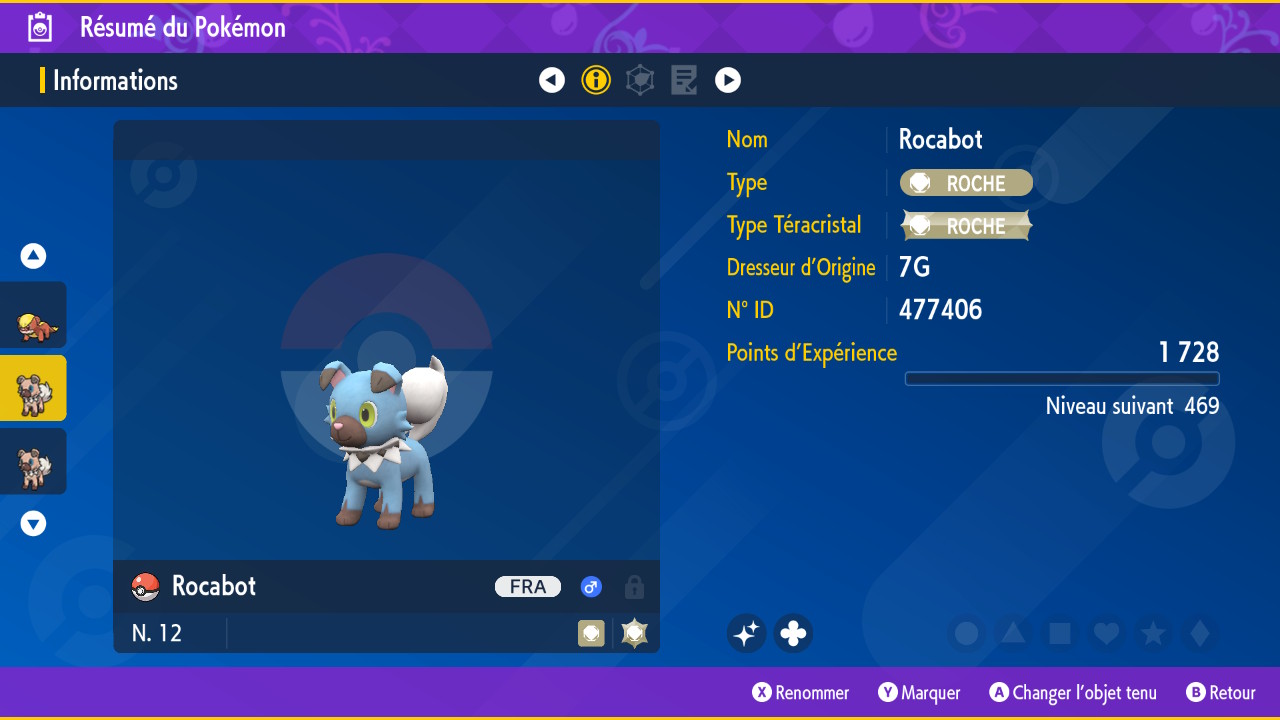 Résumé du Pokémon
Informations
Nom Rocabot
Type ROCHE
Type Téracristal ROCHE
Dresseur d'Origine 7G
N° ID 477406
Points d'Expérience 1 728
Niveau suivant 469
Rocabot FRA
N. 12
X Renommer Y Marquer A Changer l'objet tenu B Retour